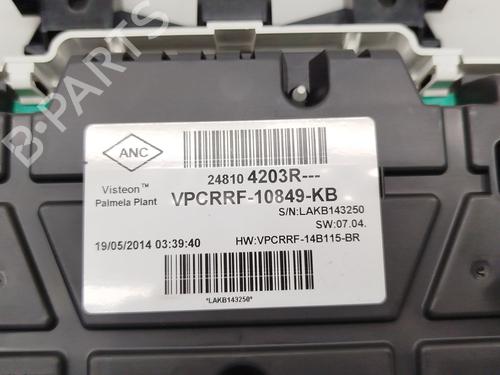 B-PARTS
ANC
24810 4203R---
Visteon™
Palmela Plant
VPCRRF-10849-KB
S/N:LAKB143250
SW:07.04.
19/05/2014 03:39:40
HW:VPCRRF-14B115-BR
*LAKB143250*